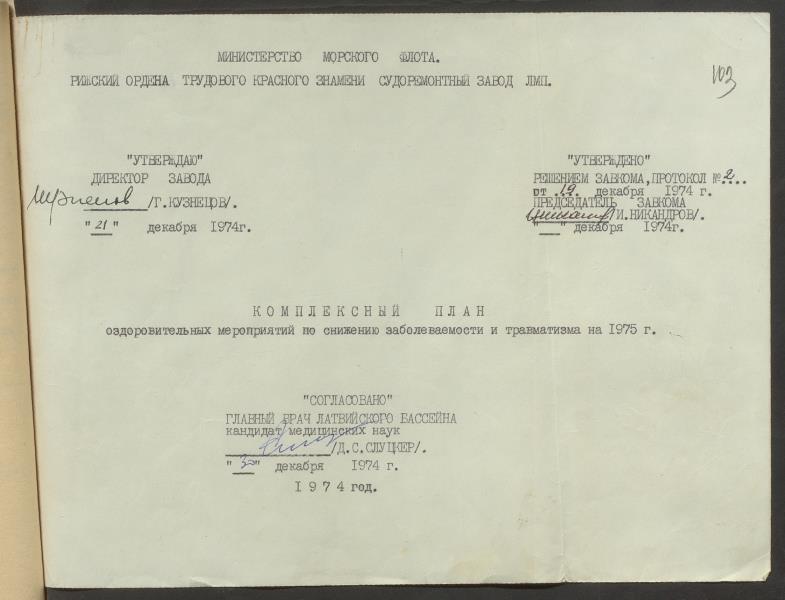 МИНИСТЕРСТВО МОРСКОГО ФЛОТА.
РИЖСКИЙ ОРДЕНА ТРУДОВОГО КРАСНОГО ЗНАМЕНИ СУДОРЕМОНТНЫЙ ЗАВОД ЛМП.
103
"УТВЕРЖДАЮ"
ДИРЕКТОР ЗАВОДА
/Г.КУЗНЕЦОВ/.
"21" декабря 1974г.
"УТВЕРЖДЕНО"
РЕШЕНИЕМ ЗАВКОМА,ПРОТОКОЛ №2...
от 19. декабря 1974 г.
ПРЕДСЕДАТЕЛЬ ЗАВКОМА
/И.НИКАНДРОВ/.
"___" декабря 1974г.
КОМПЛЕКСНЫЙ ПЛАН
оздоровительных мероприятий по снижению заболеваемости и травматизма на 1975 г.
"СОГЛАСОВАНО"
ГЛАВНЫЙ ВРАЧ ЛАТВИЙСКОГО БАССЕЙНА
кандидат медицинских наук
/Д.С.СЛУЦКЕР/.
"30" декабря 1974 г.
1974 год.